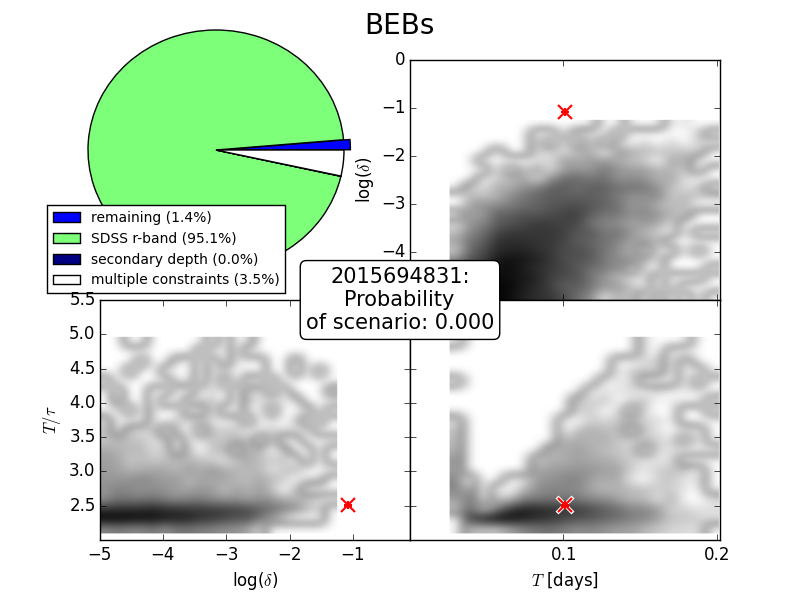 BEBs
remaining (1.4%)
SDSS r-band (95.1%)
secondary depth (0.0%)
multiple constraints (3.5%)
0
−1
−2
−3
−4
log(δ)
2015694831:
Probability
of scenario: 0.000
5.5
5.0
4.5
4.0
3.5
3.0
2.5
T/τ
−5 −4 −3 −2 −1
log(δ)
0.1 0.2
T [days]